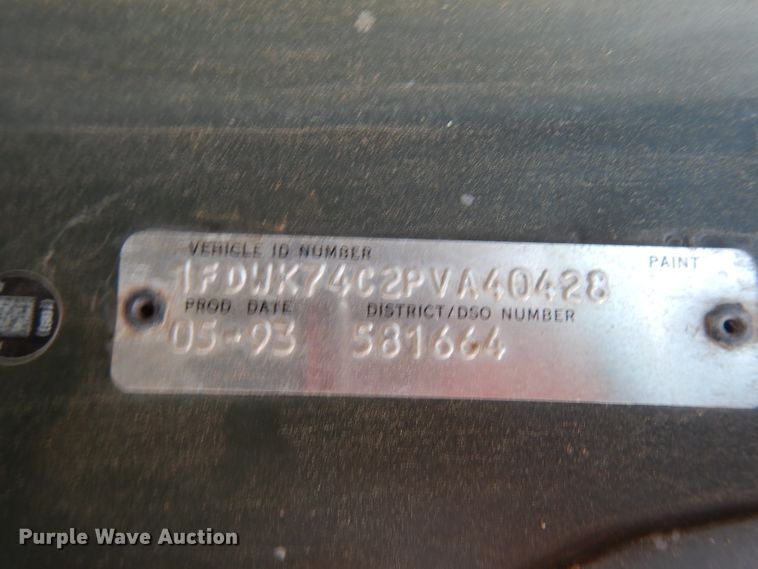 VEHICLE ID NUMBER PAINT
1FDWK74C2PVA40428
PROD DATE DISTRICT/DSO NUMBER
05-93 581664
Purple Wave Auction